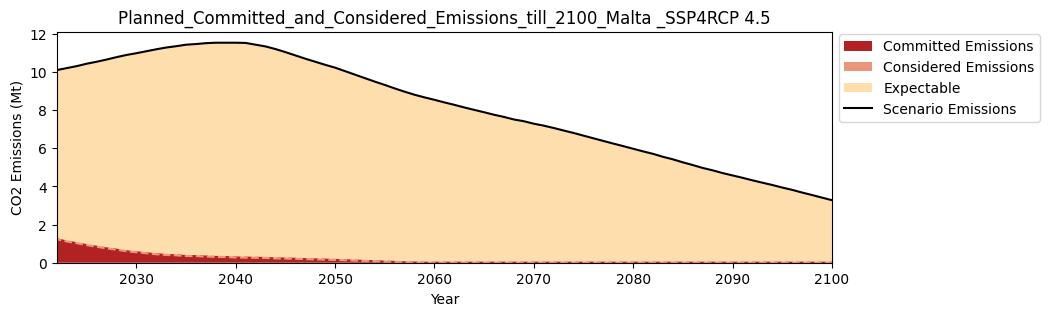 Planned_Committed_and_Considered_Emissions_till_2100_Malta _SSP4RCP 4.5
12
10
8
6
4
2
0
CO2 Emissions (Mt)
2030
2040
2050
2060
2070
2080
2090
2100
Year
Committed Emissions
Considered Emissions
Expectable
Scenario Emissions